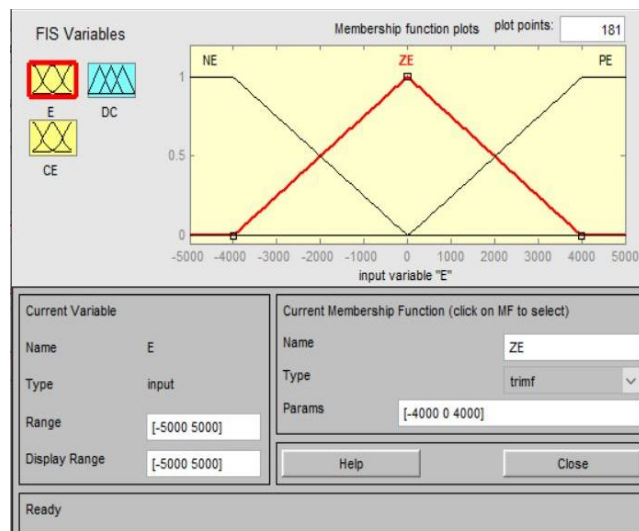 FIS Variables
Membership function plots plot points: 181
E
DC
CE
NE ZE PE
1
0.5
0
-5000 -4000 -3000 -2000 -1000 0 1000 2000 3000 4000 5000
input variable "E"
Current Variable
Name E
Type input
Range [-5000 5000]
Display Range [-5000 5000]
Current Membership Function (click on MF to select)
Name ZE
Type trimf
Params [-4000 0 4000]
Help Close
Ready